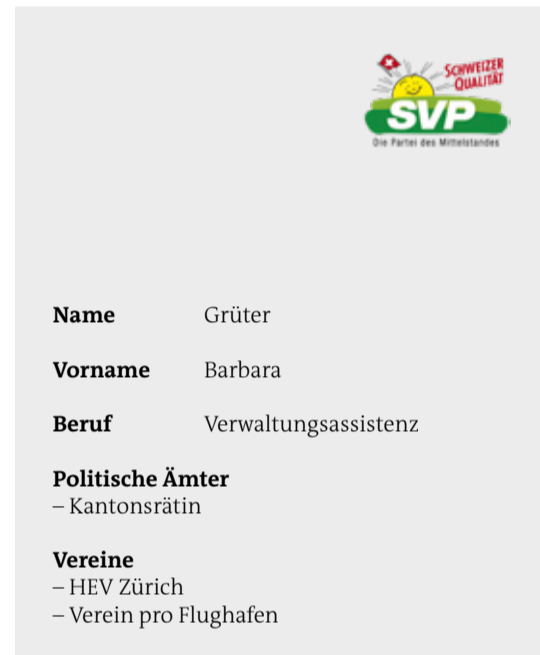 SCHWEIZER
QUALITÄT
SVP
Die Partei des Mittelstandes
Name Grüter
Vorname Barbara
Beruf Verwaltungsassistenz
Politische Ämter
– Kantonsrätin
Vereine
– HEV Zürich
– Verein pro Flughafen